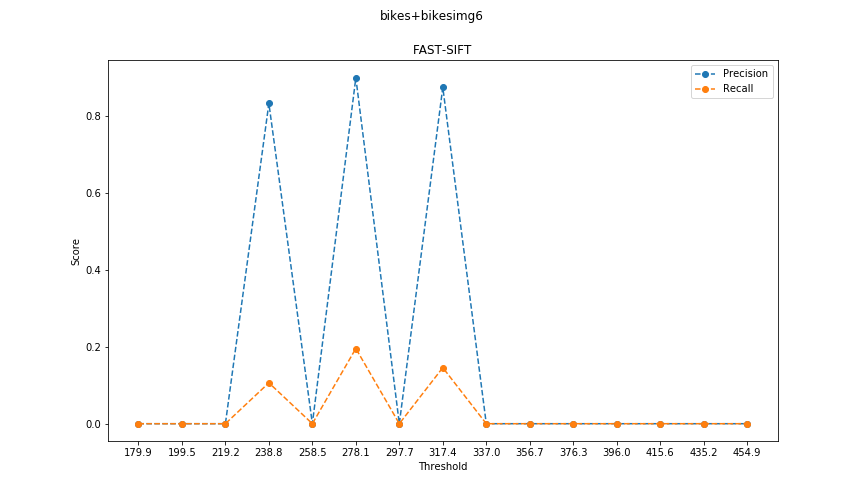 bikes+bikesimg6
FAST-SIFT
Precision
Recall
Score
0.8
0.6
0.4
0.2
0.0
179.9 199.5 219.2 238.8 258.5 278.1 297.7 317.4 337.0 356.7 376.3 396.0 415.6 435.2 454.9
Threshold